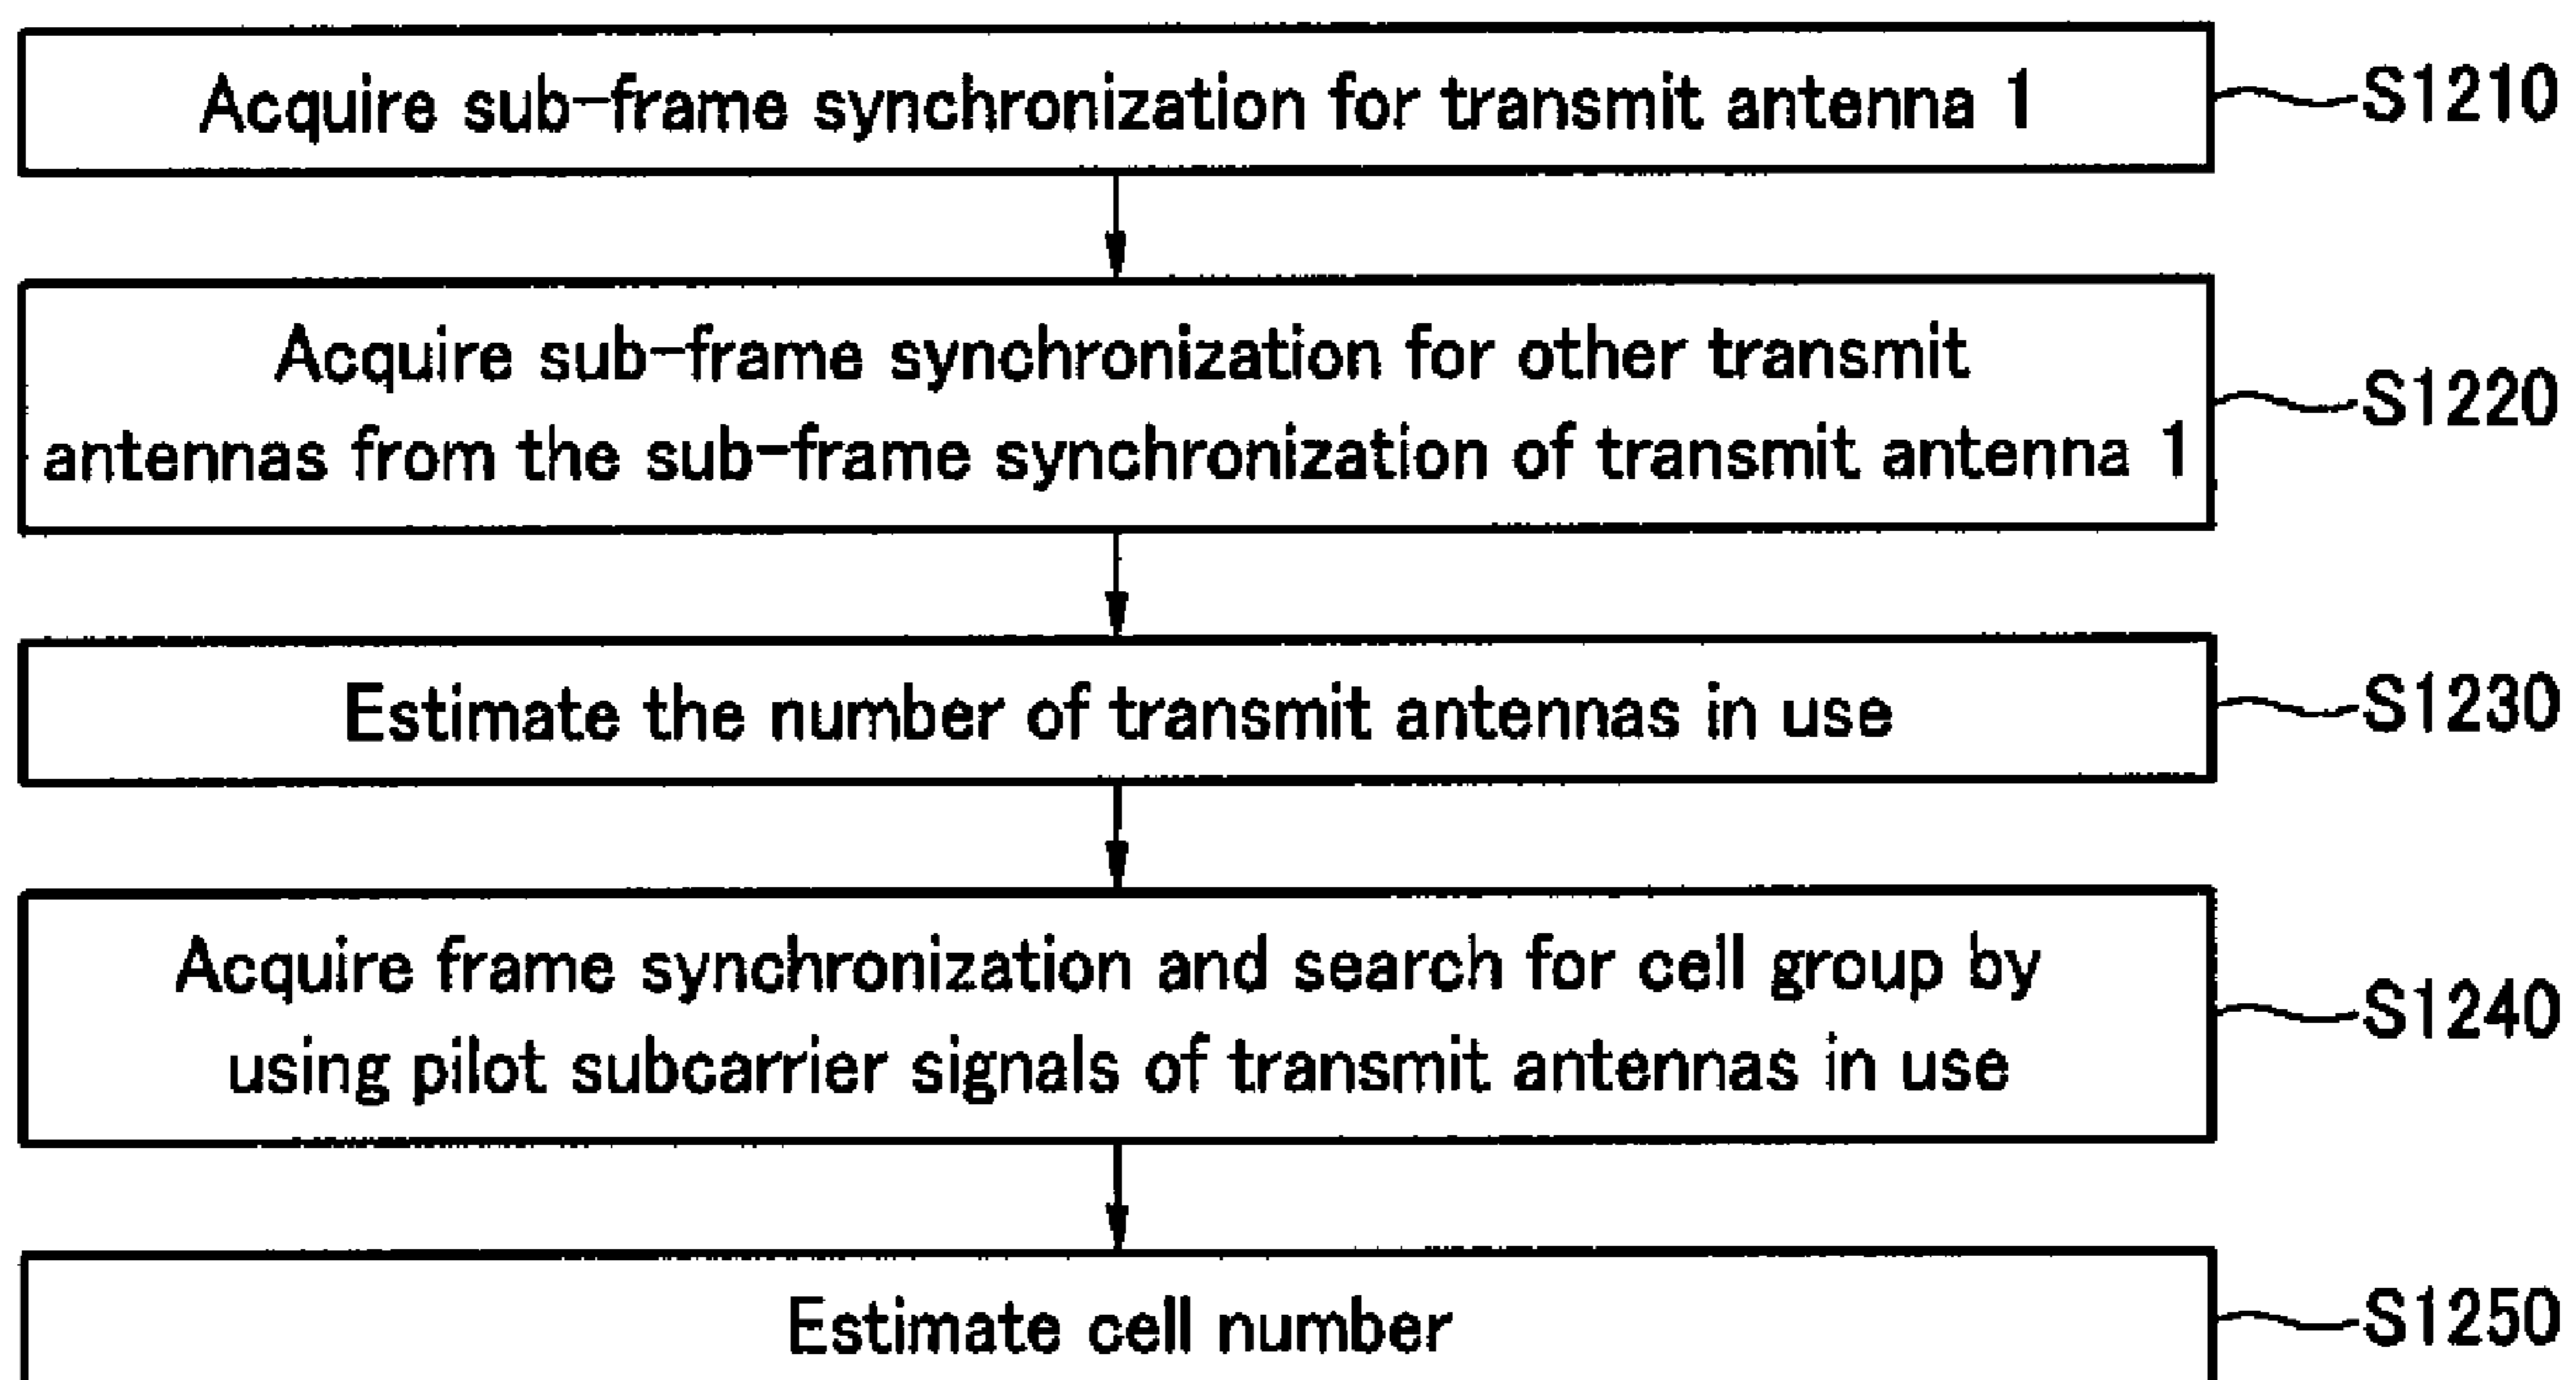 Acquire sub-frame synchronization for transmit antenna 1
S1210
Acquire sub-frame synchronization for other transmit
antennas from the sub-frame synchronization of transmit antenna 1
S1220
Estimate the number of transmit antennas in use
S1230
Acquire frame synchronization and search for cell group by
using pilot subcarrier signals of transmit antennas in use
S1240
Estimate cell number
S1250